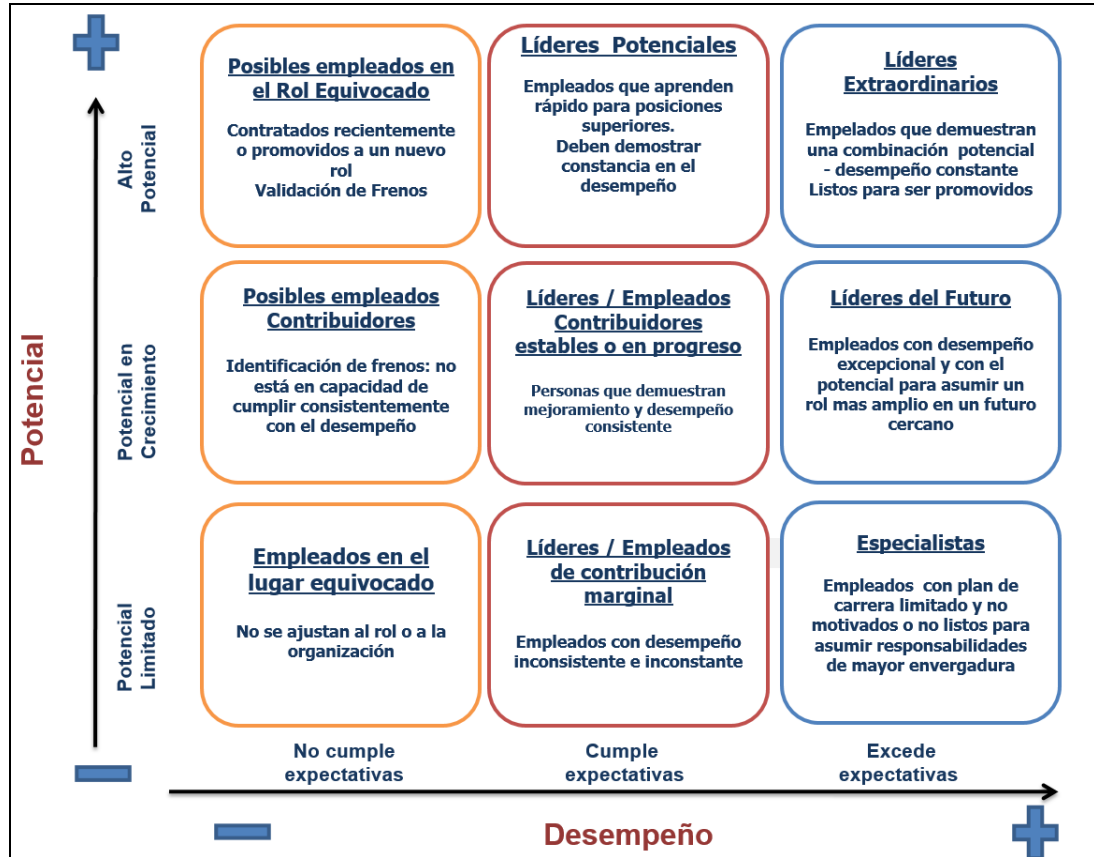 Posibles empleados en
el Rol Equivocado
Contratados recientemente
o promovidos a un nuevo
rol
Validación de Frenos
Líderes Potenciales
Empleados que aprenden
rápido para posiciones
superiores.
Deben demostrar
constancia en el
desempeño
Líderes
Extraordinarios
Empelados que demuestran
una combinación potencial
- desempeño constante
Listos para ser promovidos
Alto
Potencial
Posibles empleados
Contribuidores
Identificación de frenos: no
está en capacidad de
cumplir consistentemente
con el desempeño
Líderes / Empleados
Contribuidores
estables o en progreso
Personas que demuestran
mejoramiento y desempeño
consistente
Líderes del Futuro
Empleados con desempeño
excepcional y con el
potencial para asumir un
rol mas amplio en un futuro
cercano
Potencial
Potencial en
Crecimiento
Empleados en el
lugar equivocado
No se ajustan al rol o a la
organización
Líderes / Empleados
de contribución
marginal
Empleados con desempeño
inconsistente e inconstante
Especialistas
Empleados con plan de
carrera limitado y no
motivados o no listos para
asumir responsabilidades
de mayor envergadura
Potencial
Limitado
No cumple
expectativas
Cumple
expectativas
Excede
expectativas
Desempeño